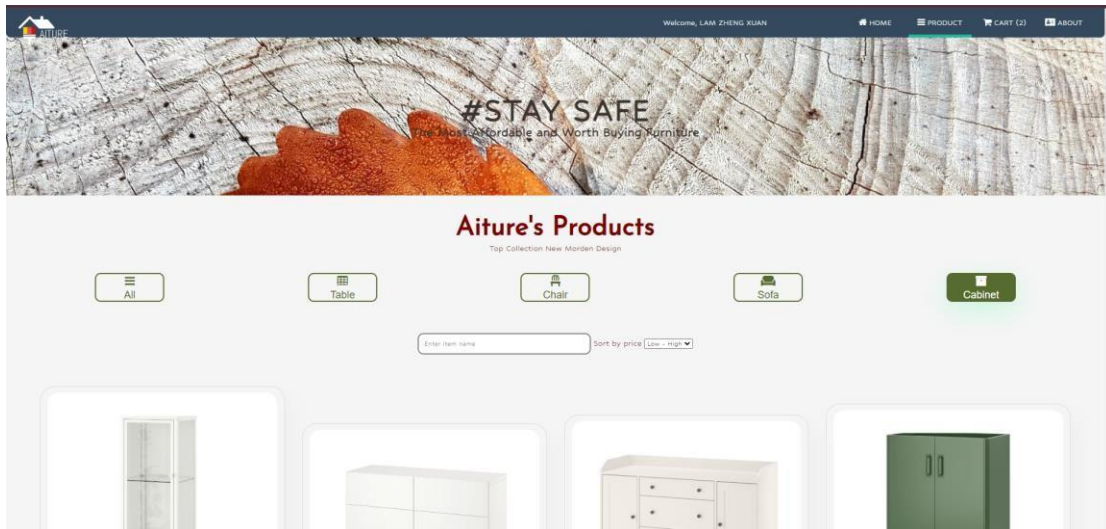 AITURE
Welcome, LAM ZHENG XUAN
HOME
PRODUCT
CART (2)
ABOUT
#STAY SAFE
The Most Affordable and Worth Buying Furniture
Aiture's Products
Top Collection New Morden Design
All
Table
Chair
Sofa
Cabinet
Enter item name
Sort by price
Low - High